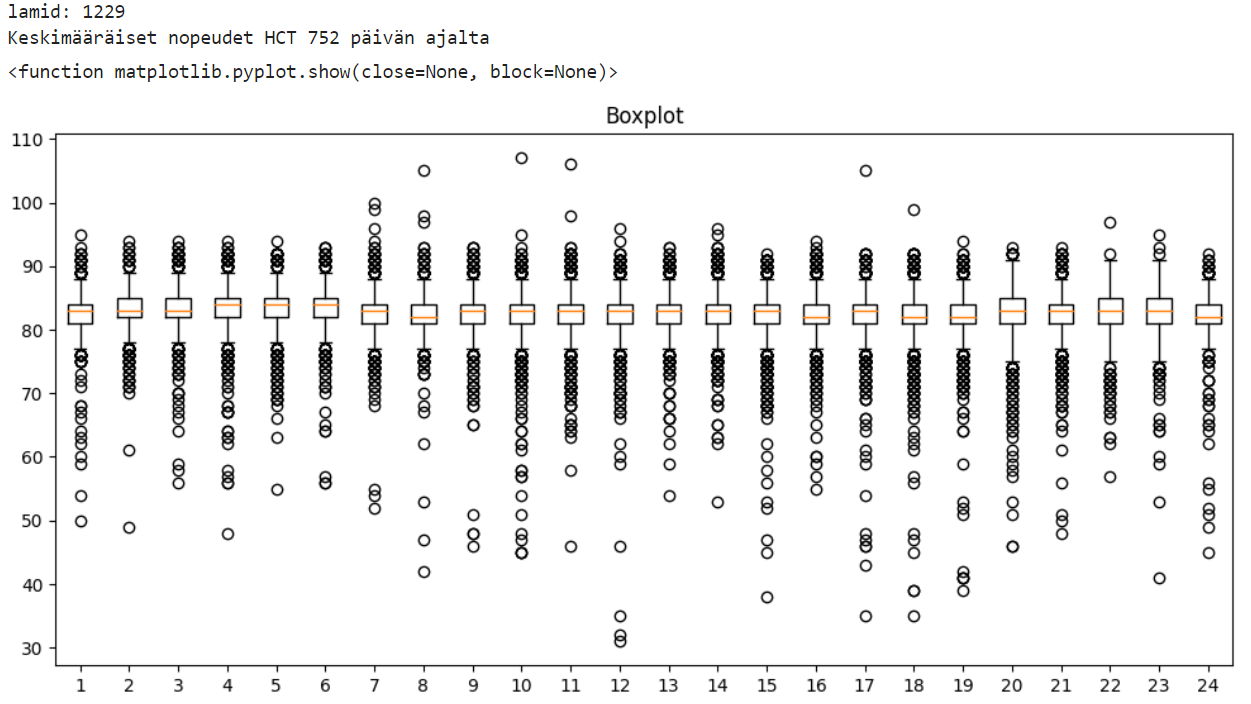 lamid: 1229
Keskimääräiset nopeudet HCT 752 päivän ajalta
<function matplotlib.pyplot.show(close=None, block=None)>
Boxplot
110
100
90
80
70
60
50
40
30
1 2 3 4 5 6 7 8 9 10 11 12 13 14 15 16 17 18 19 20 21 22 23 24